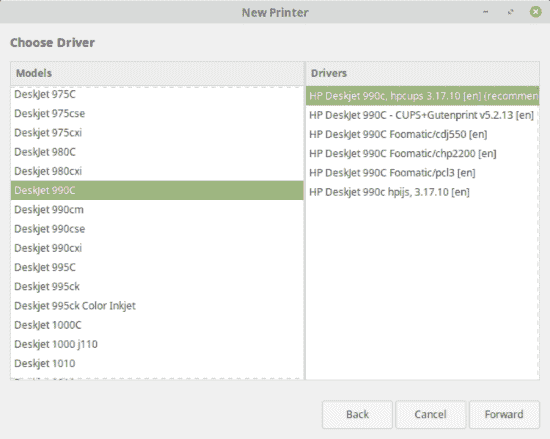 New Printer
Choose Driver
Models
DeskJet 975C
Deskjet 975cse
Deskjet 975cxi
DeskJet 980C
Deskjet 980cxi
DeskJet 990C
Deskjet 990cm
Deskjet 990cse
Deskjet 990cxi
DeskJet 995C
Deskjet 995ck
Deskjet 995ck Color Inkjet
DeskJet 1000C
Deskjet 1000 j110
Deskjet 1010
Drivers
HP Deskjet 990c, hpcups 3.17.10 [en] (recommen
HP DeskJet 990C - CUPS+Gutenprint v5.2.13 [en]
HP DeskJet 990C Foomatic/cdj550 [en]
HP DeskJet 990C Foomatic/chp2200 [en]
HP DeskJet 990C Foomatic/pcl3 [en]
HP Deskjet 990c hpijs, 3.17.10 [en]
Back
Cancel
Forward